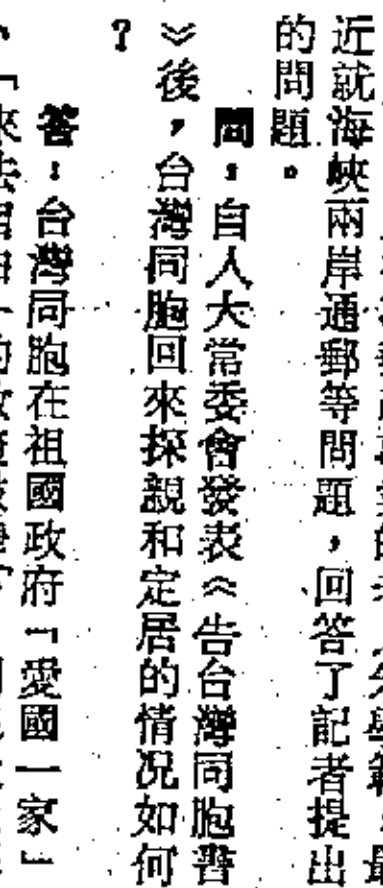 近就海峽兩岸通郵等問題，回答了記者提出
的問題。
問：自人大常委會發表《告台灣同胞書
》後，台灣同胞回來探親和定居的情況如何
？
答：台灣同胞在祖國政府「愛國一家」